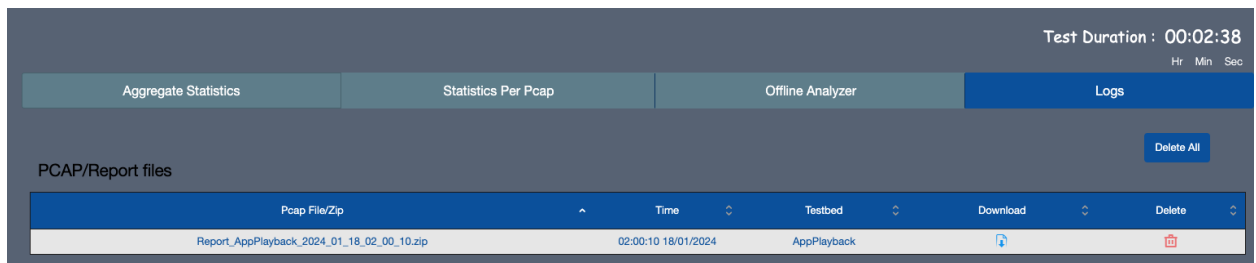 Test Duration : 00:02:38
Hr Min Sec
Aggregate Statistics Statistics Per Pcap Offline Analyzer Logs
Delete All
PCAP/Report files
Pcap File/Zip Time Testbed Download Delete
Report_AppPlayback_2024_01_18_02_00_10.zip 02:00:10 18/01/2024 AppPlayback